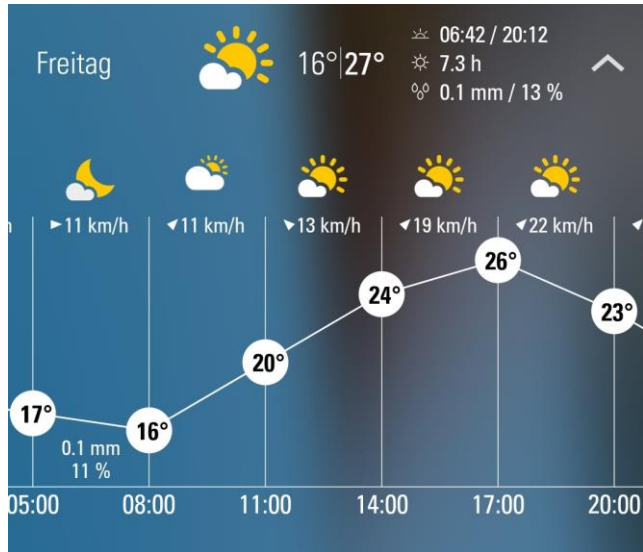 Freitag
16°|27°
06:42 / 20:12
7.3 h
0.1 mm / 13 %
11 km/h
11 km/h
13 km/h
19 km/h
22 km/h
17°
16°
20°
24°
26°
23°
0.1 mm
11 %
05:00
08:00
11:00
14:00
17:00
20:00